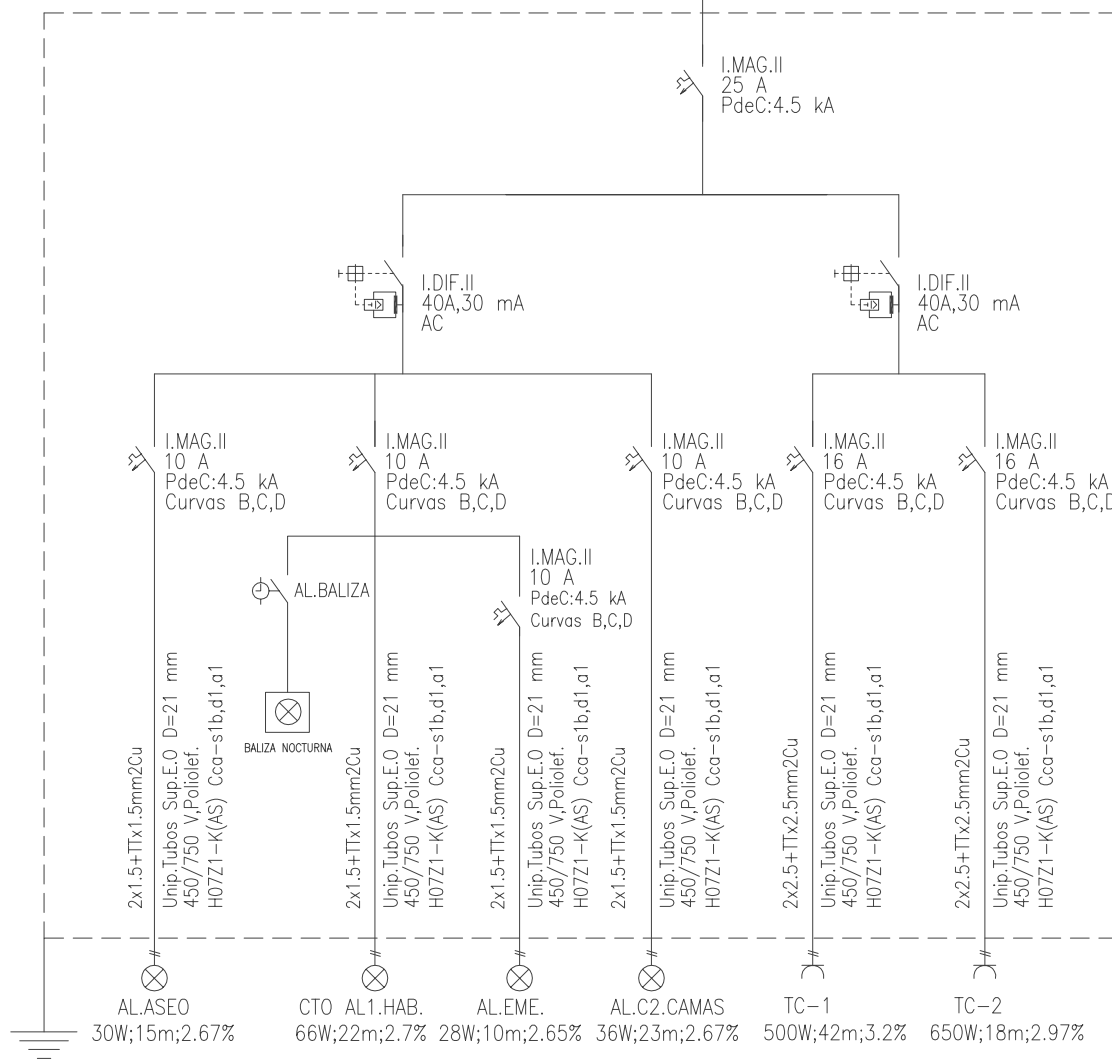 I.MAG.II
25 A
PdeC:4.5 kA
I.DIF.II
40A,30 mA
AC
I.DIF.II
40A,30 mA
AC
I.MAG.II
10 A
PdeC:4.5 kA
Curvas B,C,D
I.MAG.II
10 A
PdeC:4.5 kA
Curvas B,C,D
I.MAG.II
10 A
PdeC:4.5 kA
Curvas B,C,D
I.MAG.II
16 A
PdeC:4.5 kA
Curvas B,C,D
I.MAG.II
16 A
PdeC:4.5 kA
Curvas B,C,D
I.MAG.II
10 A
PdeC:4.5 kA
Curvas B,C,D
AL.BALIZA
BALIZA NOCTURNA
2x1.5+TTx1.5mm2Cu
Unip.Tubos Sup.E.O D=21 mm
450/750 V,Poliolef.
H07Z1-K(AS) Cca-s1b,d1,a1
2x1.5+TTx1.5mm2Cu
Unip.Tubos Sup.E.O D=21 mm
450/750 V,Poliolef.
H07Z1-K(AS) Cca-s1b,d1,a1
2x1.5+TTx1.5mm2Cu
Unip.Tubos Sup.E.O D=21 mm
450/750 V,Poliolef.
H07Z1-K(AS) Cca-s1b,d1,a1
2x1.5+TTx1.5mm2Cu
Unip.Tubos Sup.E.O D=21 mm
450/750 V,Poliolef.
H07Z1-K(AS) Cca-s1b,d1,a1
2x2.5+TTx2.5mm2Cu
Unip.Tubos Sup.E.O D=21 mm
450/750 V,Poliolef.
H07Z1-K(AS) Cca-s1b,d1,a1
2x2.5+TTx2.5mm2Cu
Unip.Tubos Sup.E.O D=21 mm
450/750 V,Poliolef.
H07Z1-K(AS) Cca-s1b,d1,a1
AL.ASEO
30W;15m;2.67%
CTO AL1.HAB.
66W;22m;2.7%
AL.EME.
28W;10m;2.65%
AL.C2.CAMAS
36W;23m;2.67%
TC-1
500W;42m;3.2%
TC-2
650W;18m;2.97%